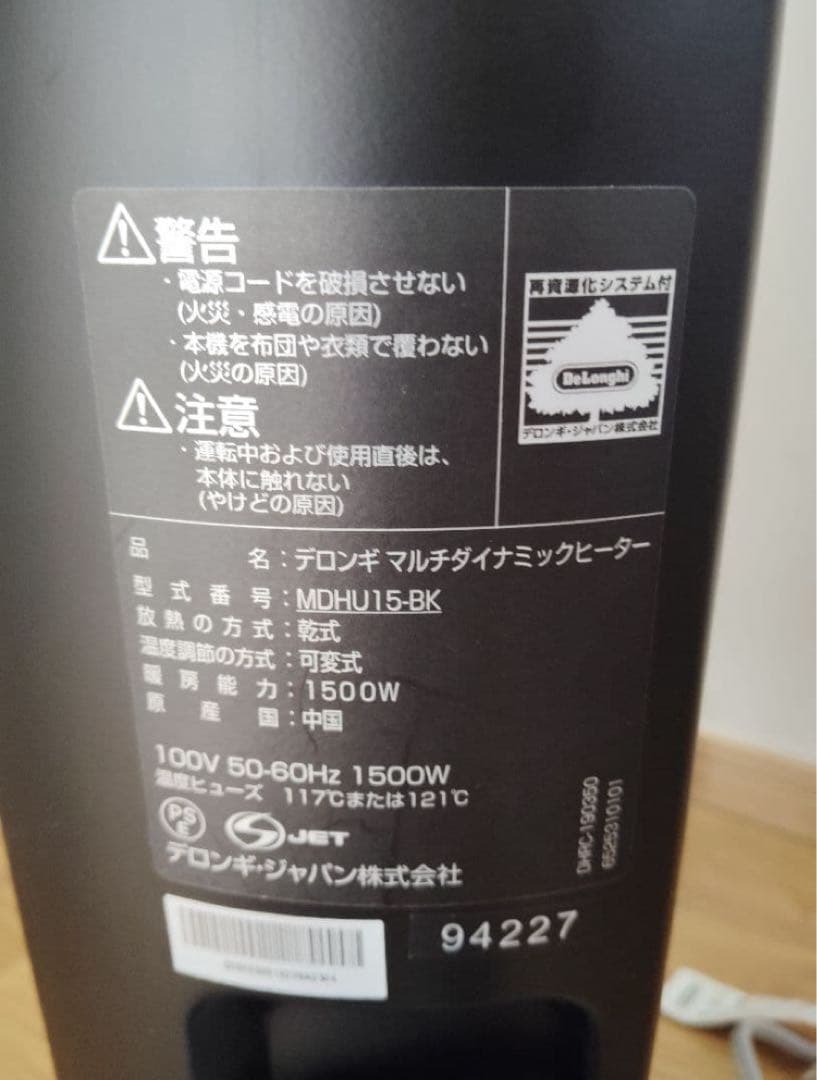 警告
・電源コードを破損させない
(火災・感電の原因)
・本機を布団や衣類で覆わない
(火災の原因)
注意
・運転中および使用直後は、
本体に触れない
(やけどの原因)
再資源化システム付
DeLonghi
デロンギ・ジャパン株式会社
品名：デロンギ マルチダイナミックヒーター
型式番号：MDHU15-BK
放熱の方式：乾式
温度調節の方式：可変式
暖房能力：1500W
原産国：中国
100V 50-60Hz 1500W
温度ヒューズ 117℃または121℃
PS
E
JET
デロンギ・ジャパン株式会社
DHRC-190350
6526310101
94227